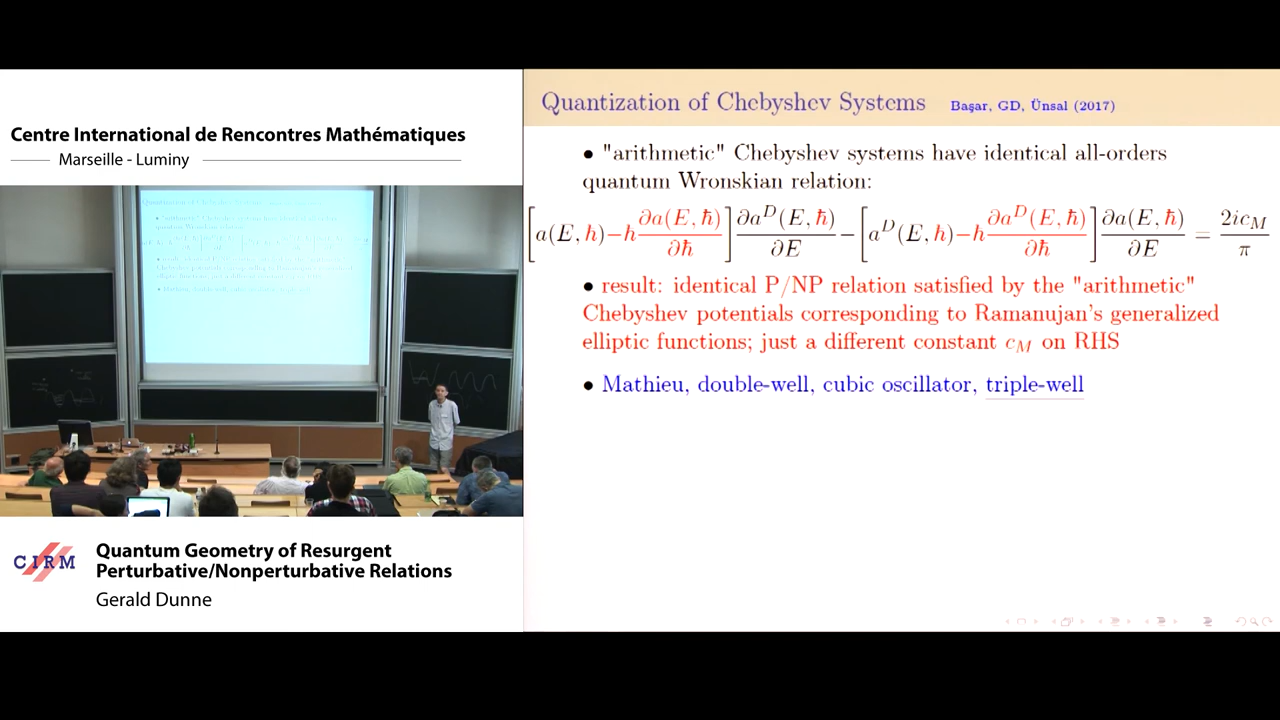 Centre International de Rencontres Mathématiques
Marseille - Luminy
CIRM
Quantum Geometry of Resurgent
Perturbative/Nonperturbative Relations
Gerald Dunne
Quantization of Chebyshev Systems Başar, GD, Ünsal (2017)
• "arithmetic" Chebyshev systems have identical all-orders
quantum Wronskian relation:
[a(E, ħ)−ħ ∂a(E, ħ)/∂ħ] ∂a^D(E, ħ)/∂E − [a^D(E, ħ)−ħ ∂a^D(E, ħ)/∂ħ] ∂a(E, ħ)/∂E = 2ic_M/π
• result: identical P/NP relation satisfied by the "arithmetic"
Chebyshev potentials corresponding to Ramanujan's generalized
elliptic functions; just a different constant c_M on RHS
• Mathieu, double-well, cubic oscillator, triple-well